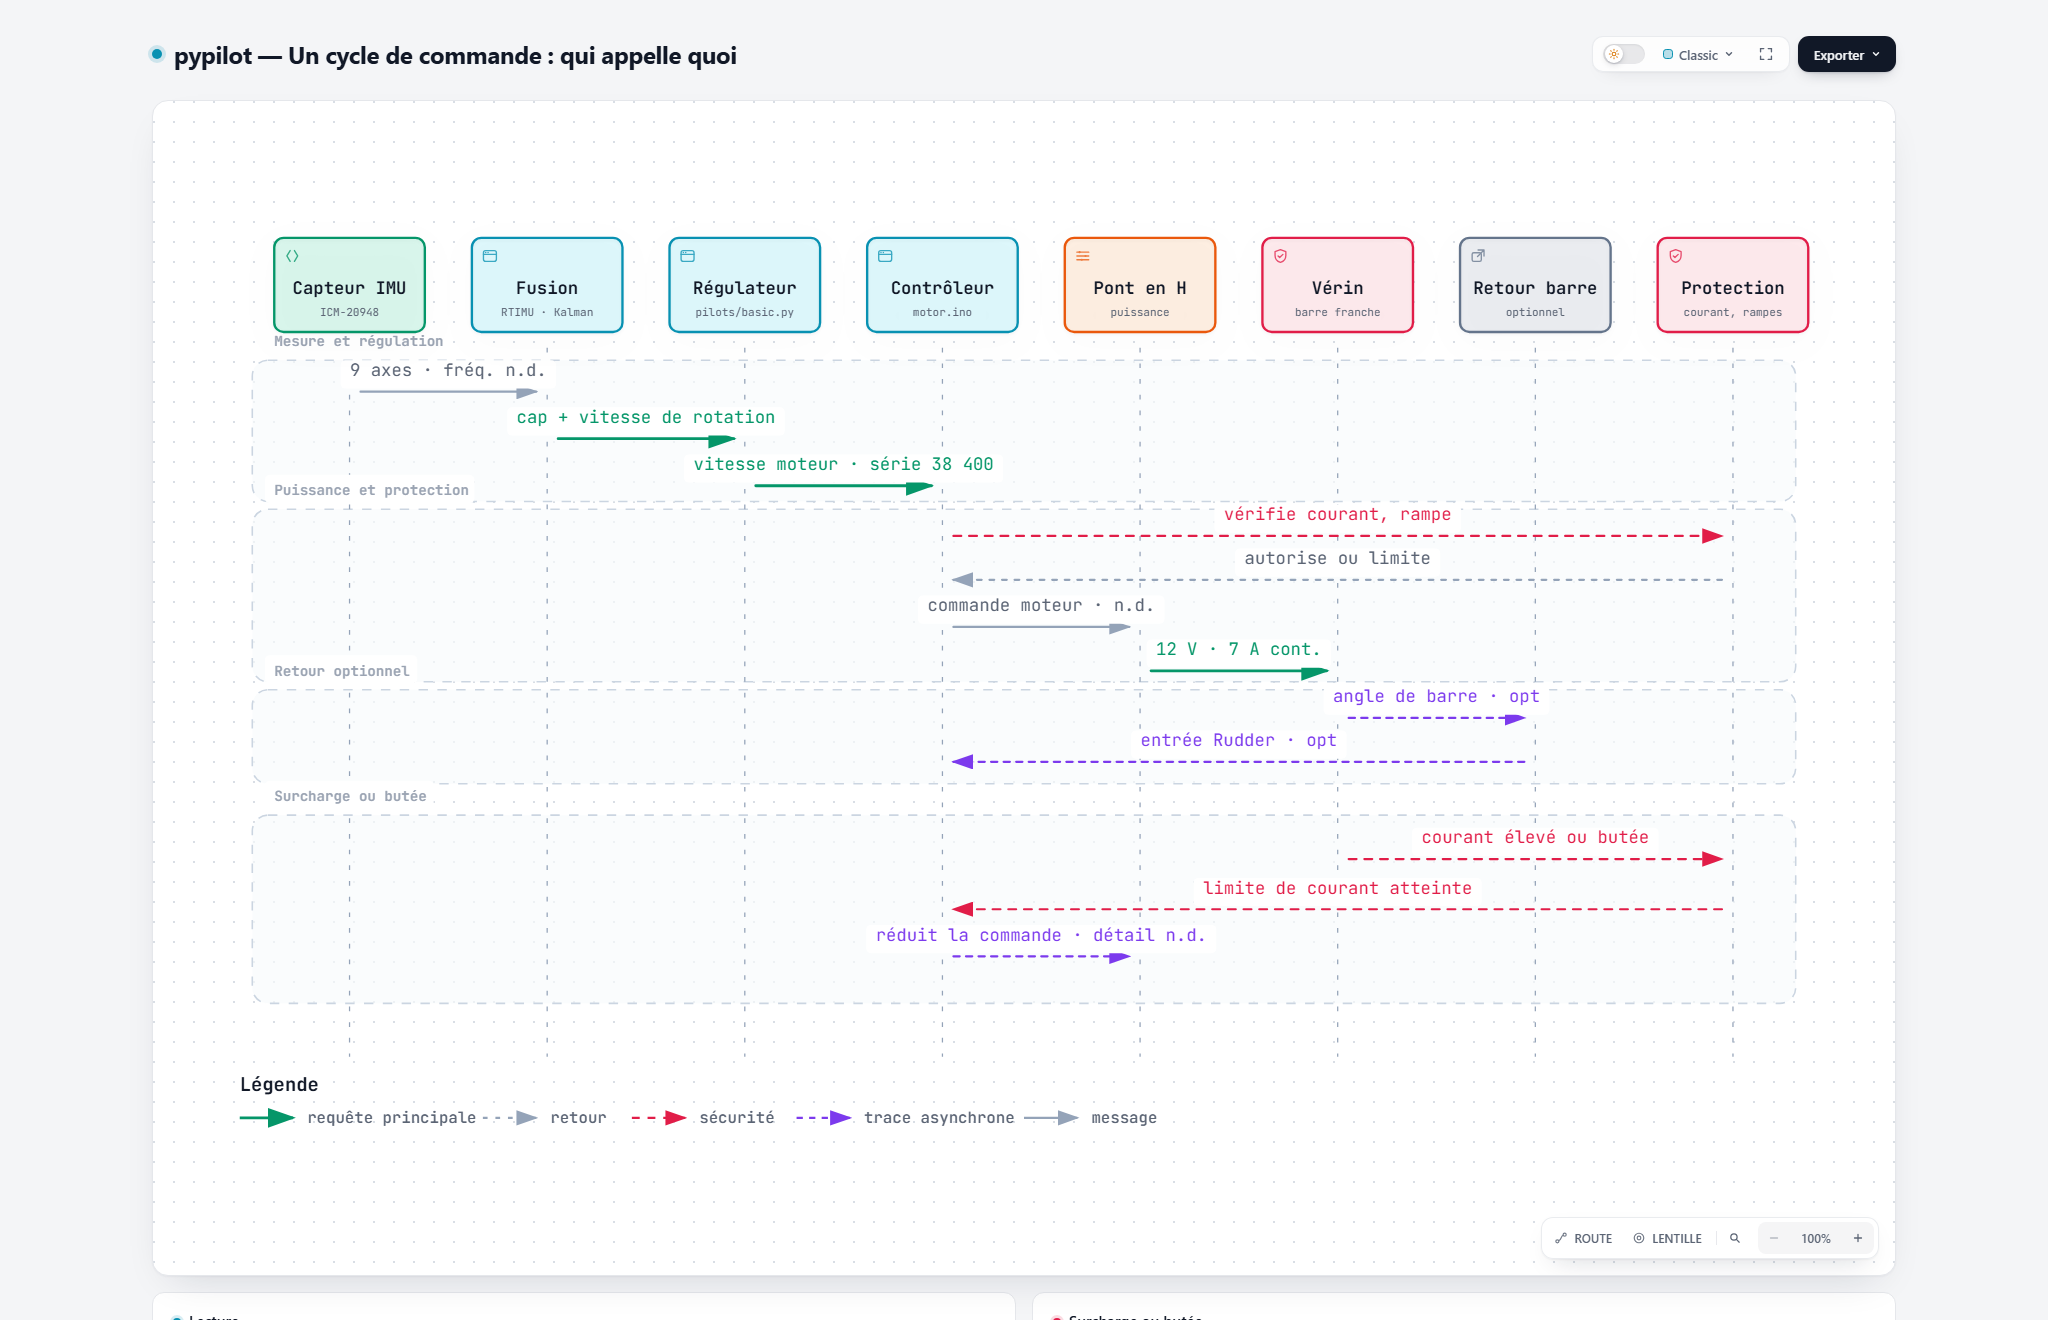 pypilot — Un cycle de commande : qui appelle quoi
Classic
Exporter
Capteur IMU
ICM-20948
Fusion
RTIMU · Kalman
Régulateur
pilots/basic.py
Contrôleur
motor.ino
Pont en H
puissance
Vérin
barre franche
Retour barre
optionnel
Protection
courant, rampes
Mesure et régulation
9 axes · fréq. n.d.
cap + vitesse de rotation
vitesse moteur · série 38 400
Puissance et protection
vérifie courant, rampe
autorise ou limite
commande moteur · n.d.
12 V · 7 A cont.
Retour optionnel
angle de barre · opt
entrée Rudder · opt
Surcharge ou butée
courant élevé ou butée
limite de courant atteinte
réduit la commande · détail n.d.
Légende
requête principale
retour
sécurité
trace asynchrone
message
ROUTE
LENTILLE
100%
Lecture
Surcharge ou butée